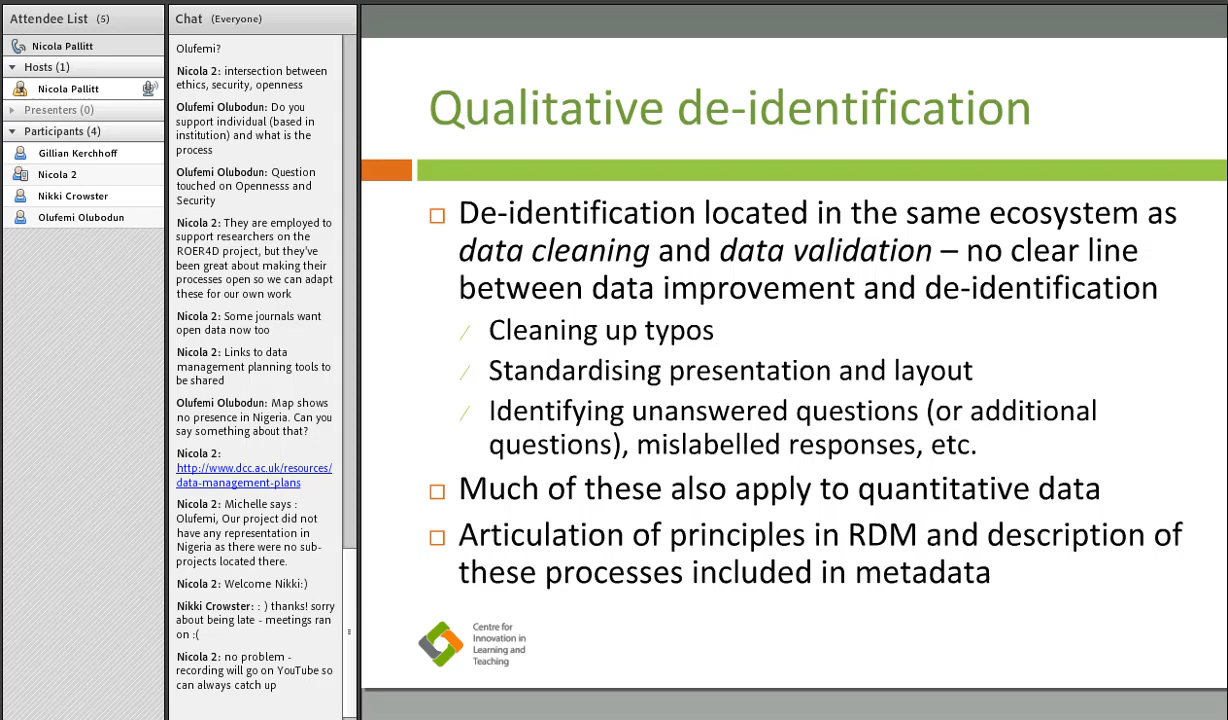 Attendee List (5)
Nicola Pallitt
Hosts (1)
Nicola Pallitt
Presenters (0)
Participants (4)
Gillian Kerchhoff
Nicola 2
Nikki Crowster
Olufemi Olubodun
Chat (Everyone)
Olufemi?
Nicola 2: intersection between
ethics, security, openness
Olufemi Olubodun: Do you
support individual (based in
institution) and what is the
process
Olufemi Olubodun: Question
touched on Opennesss and
Security
Nicola 2: They are employed to
support researchers on the
ROER4D project, but they've
been great about making their
processes open so we can adapt
these for our own work
Nicola 2: Some journals want
open data now too
Nicola 2: Links to data
management planning tools to
be shared
Olufemi Olubodun: Map shows
no presence in Nigeria. Can you
say something about that?
Nicola 2:
http://www.dcc.ac.uk/resources/
data-management-plans
Nicola 2: Michelle says :
Olufemi, Our project did not
have any representation in
Nigeria as there were no sub-
projects located there.
Nicola 2: Welcome Nikki:)
Nikki Crowster: : ) thanks! sorry
about being late - meetings ran
on :(
Nicola 2: no problem -
recording will go on YouTube so
can always catch up
Qualitative de-identification
De-identification located in the same ecosystem as
data cleaning and data validation – no clear line
between data improvement and de-identification
Cleaning up typos
Standardising presentation and layout
Identifying unanswered questions (or additional
questions), mislabelled responses, etc.
Much of these also apply to quantitative data
Articulation of principles in RDM and description of
these processes included in metadata
Centre for
Innovation in
Learning and
Teaching